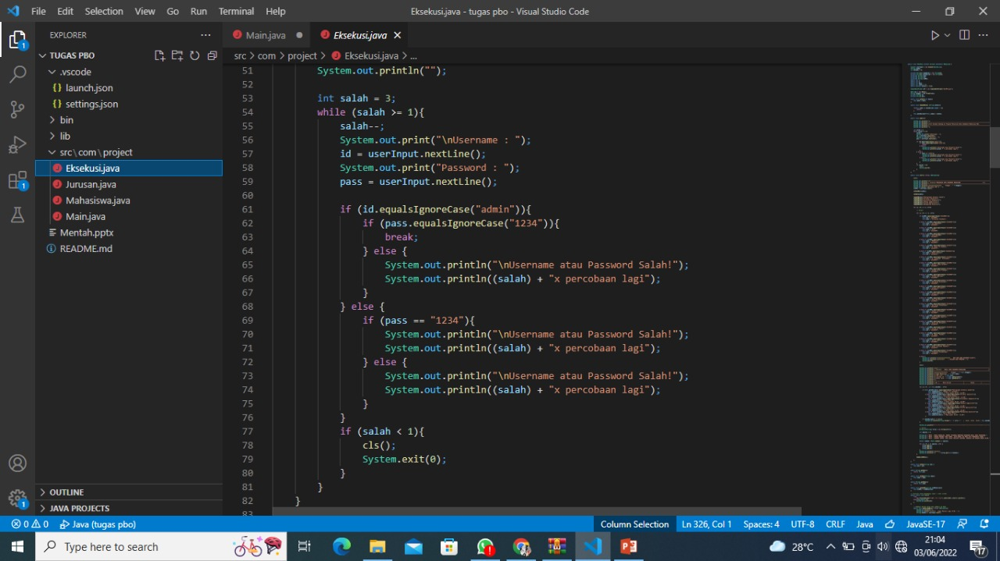 File Edit Selection View Go Run Terminal Help
Eksekusi.java - tugas pbo - Visual Studio Code
EXPLORER
TUGAS PBO
.vscode
launch.json
settings.json
bin
lib
src\com\project
Eksekusi.java
Jurusan.java
Mahasiswa.java
Main.java
Mentah.pptx
README.md
OUTLINE
JAVA PROJECTS
1
1
1
Main.java
Eksekusi.java
src > com > project > Eksekusi.java > ...
51 System.out.println("");
52
53 int salah = 3;
54 while (salah > 1){
55 salah--;
56 System.out.print("\nUsername : ");
57 id = userInput.nextLine();
58 System.out.print("Password : ");
59 pass = userInput.nextLine();
60
61 if (id.equalsIgnoreCase("admin")){
62 if (pass.equalsIgnoreCase("1234")){
63 break;
64 } else {
65 System.out.println("\nUsername atau Password Salah!");
66 System.out.println((salah) + "x percobaan lagi");
67 }
68 } else {
69 if (pass == "1234"){
70 System.out.println("\nUsername atau Password Salah!");
71 System.out.println((salah) + "x percobaan lagi");
72 } else {
73 System.out.println("\nUsername atau Password Salah!");
74 System.out.println((salah) + "x percobaan lagi");
75 }
76 }
77 if (salah < 1){
78 cls();
79 System.exit(0);
80 }
81 }
82 }
83
0 0 Java (tugas pbo)
Column Selection Ln 326, Col 1 Spaces: 4 UTF-8 CRLF Java JavaSE-17
Type here to search
28°C
21:04
03/06/2022
17